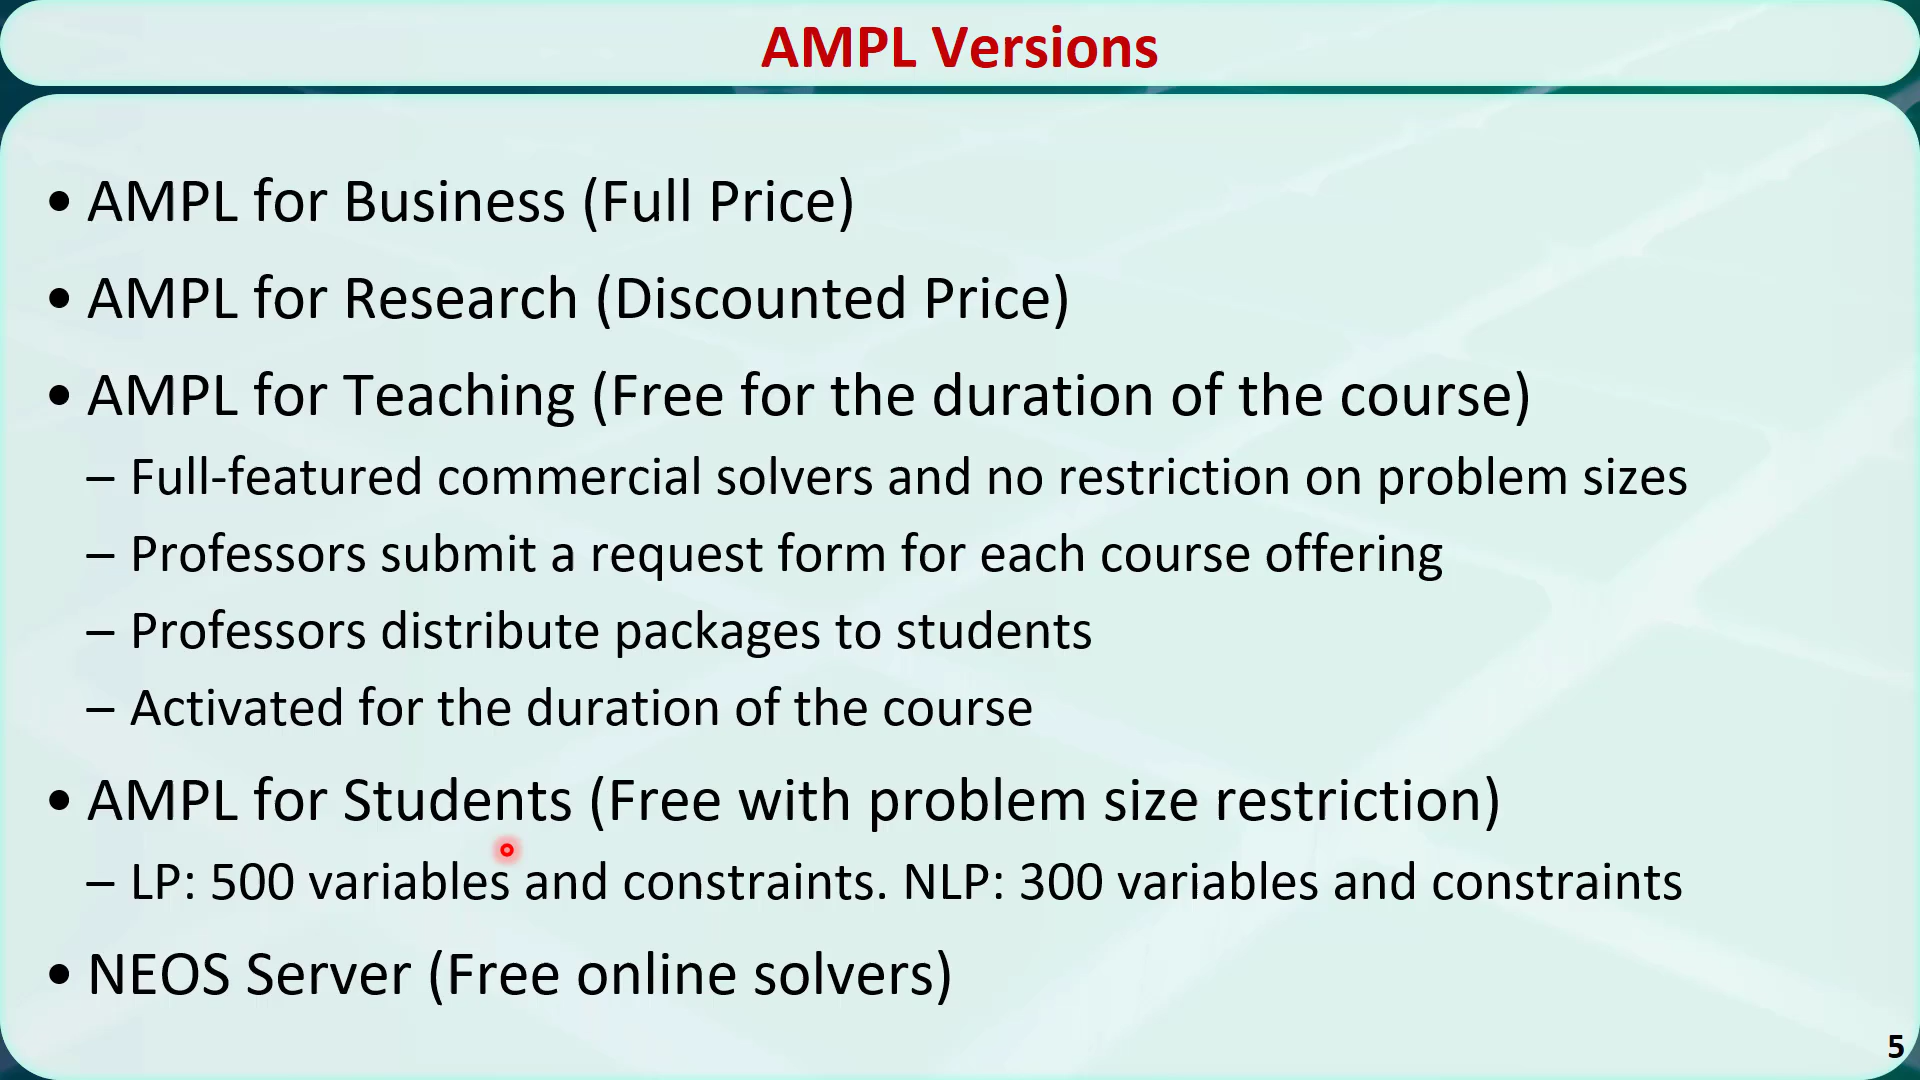 AMPL Versions
• AMPL for Business (Full Price)
• AMPL for Research (Discounted Price)
• AMPL for Teaching (Free for the duration of the course)
– Full-featured commercial solvers and no restriction on problem sizes
– Professors submit a request form for each course offering
– Professors distribute packages to students
– Activated for the duration of the course
• AMPL for Students (Free with problem size restriction)
– LP: 500 variables and constraints. NLP: 300 variables and constraints
• NEOS Server (Free online solvers)
5